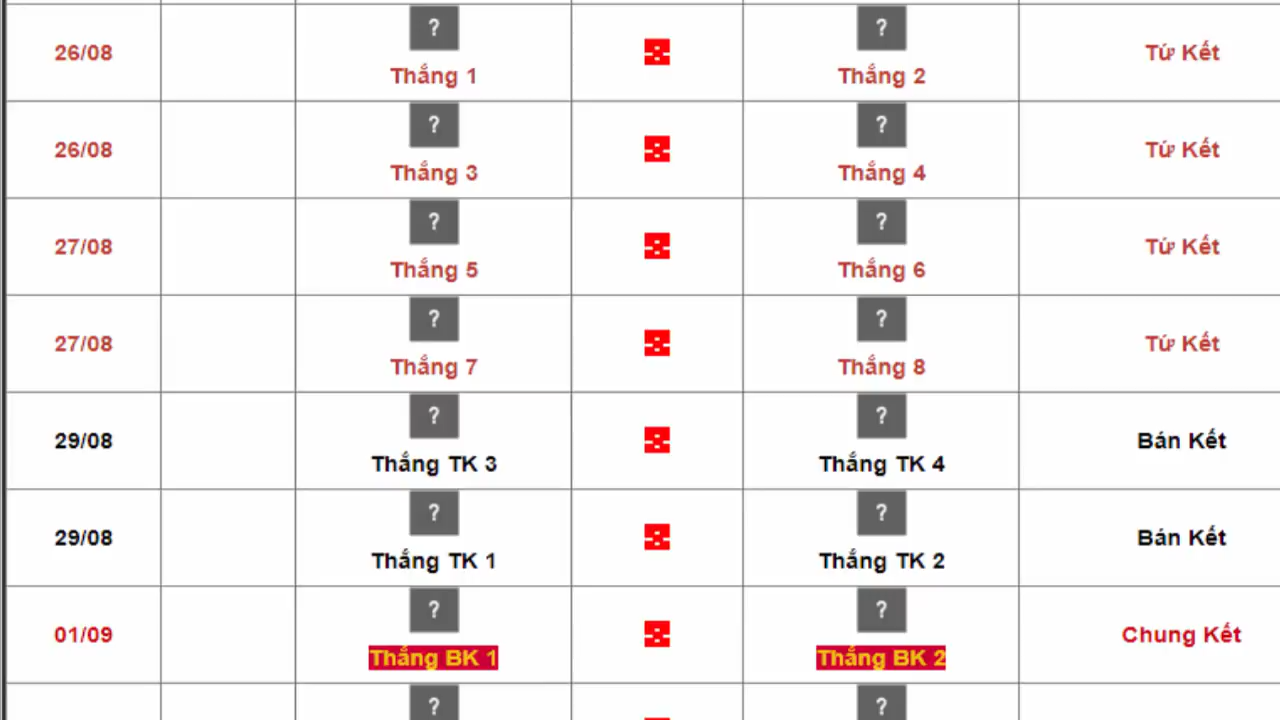 ? ?
26/08 Tứ Kết
Thắng 1 Thắng 2
? ?
26/08 Tứ Kết
Thắng 3 Thắng 4
? ?
27/08 Tứ Kết
Thắng 5 Thắng 6
? ?
27/08 Tứ Kết
Thắng 7 Thắng 8
? ?
29/08 Bán Kết
Thắng TK 3 Thắng TK 4
? ?
29/08 Bán Kết
Thắng TK 1 Thắng TK 2
? ?
01/09 Chung Kết
Thắng BK 1 Thắng BK 2
? ?